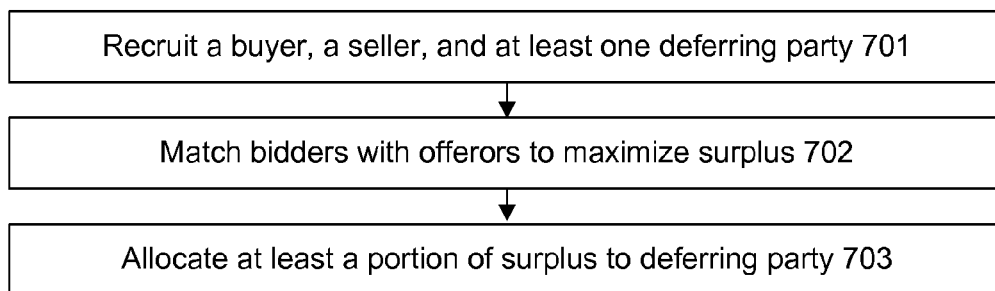 Recruit a buyer, a seller, and at least one deferring party 701
Match bidders with offerors to maximize surplus 702
Allocate at least a portion of surplus to deferring party 703